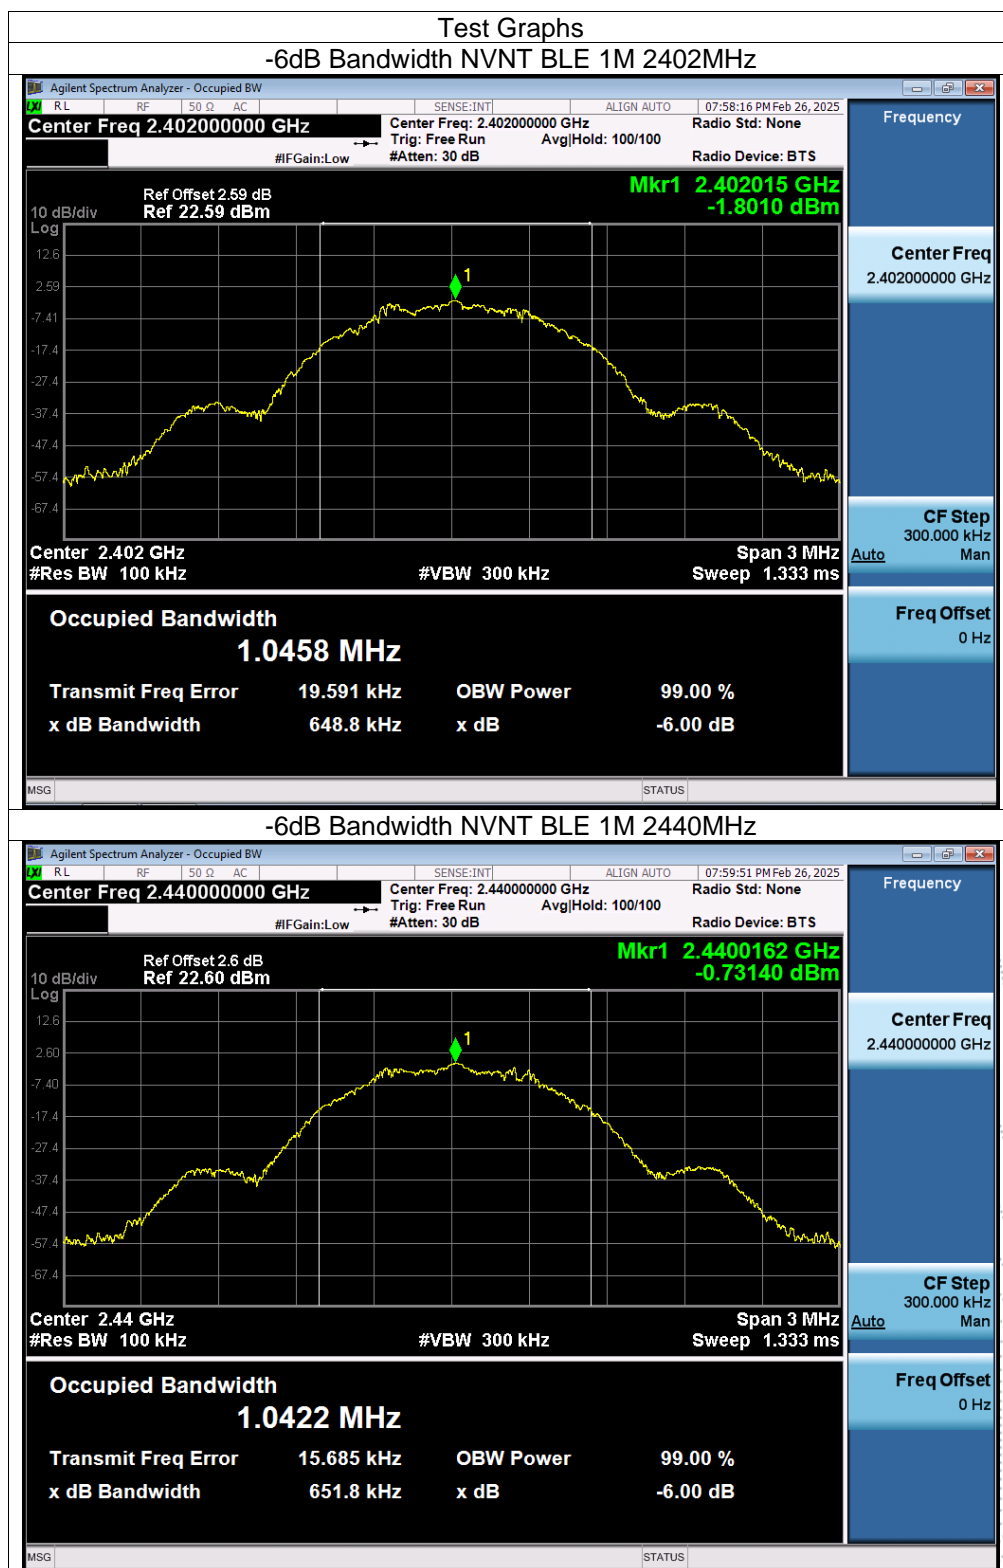 Test Graphs
-6dB Bandwidth NVNT BLE 1M 2402MHz
Agilent Spectrum Analyzer - Occupied BW
LXI RL RF 50 Ω AC SENSE:INT ALIGN AUTO 07:58:16 PM Feb 26, 2025
Center Freq 2.402000000 GHz
Center Freq: 2.402000000 GHz Radio Std: None
Trig: Free Run Avg|Hold: 100/100
#IFGain:Low #Atten: 30 dB Radio Device: BTS
Mkr1 2.402015 GHz
-1.8010 dBm
Ref Offset 2.59 dB
10 dB/div Ref 22.59 dBm
Log
12.6
2.59
1
-7.41
-17.4
-27.4
-37.4
-47.4
-57.4
-67.4
Center 2.402 GHz Span 3 MHz
#Res BW 100 kHz #VBW 300 kHz Sweep 1.333 ms
Occupied Bandwidth
1.0458 MHz
Transmit Freq Error 19.591 kHz OBW Power 99.00 %
x dB Bandwidth 648.8 kHz x dB -6.00 dB
MSG STATUS
Frequency
Center Freq
2.402000000 GHz
CF Step
300.000 kHz
Auto Man
Freq Offset
0 Hz
-6dB Bandwidth NVNT BLE 1M 2440MHz
Agilent Spectrum Analyzer - Occupied BW
LXI RL RF 50 Ω AC SENSE:INT ALIGN AUTO 07:59:51 PM Feb 26, 2025
Center Freq 2.440000000 GHz
Center Freq: 2.440000000 GHz Radio Std: None
Trig: Free Run Avg|Hold: 100/100
#IFGain:Low #Atten: 30 dB Radio Device: BTS
Mkr1 2.4400162 GHz
-0.73140 dBm
Ref Offset 2.6 dB
10 dB/div Ref 22.60 dBm
Log
12.6
2.60
1
-7.40
-17.4
-27.4
-37.4
-47.4
-57.4
-67.4
Center 2.44 GHz Span 3 MHz
#Res BW 100 kHz #VBW 300 kHz Sweep 1.333 ms
Occupied Bandwidth
1.0422 MHz
Transmit Freq Error 15.685 kHz OBW Power 99.00 %
x dB Bandwidth 651.8 kHz x dB -6.00 dB
MSG STATUS
Frequency
Center Freq
2.440000000 GHz
CF Step
300.000 kHz
Auto Man
Freq Offset
0 Hz